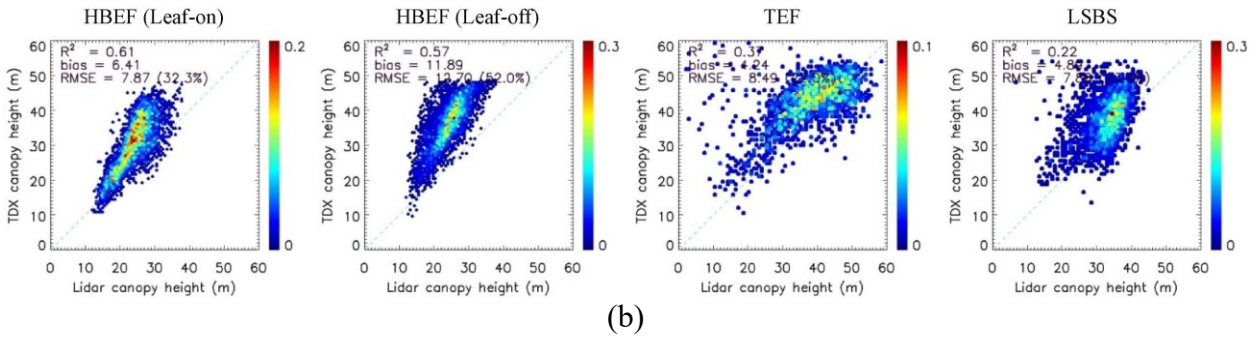 HBEF (Leaf-on)
R² = 0.61
bias = 6.41
RMSE = 7.87 (32.3%)
60
50
40
30
20
10
0
TDX canopy height (m)
0 10 20 30 40 50 60
Lidar canopy height (m)
0.2
0
HBEF (Leaf-off)
R² = 0.57
bias = 11.89
RMSE = 12.70 (52.0%)
60
50
40
30
20
10
0
TDX canopy height (m)
0 10 20 30 40 50 60
Lidar canopy height (m)
0.3
0
TEF
R² = 0.37
bias = 4.24
RMSE = 8.49
60
50
40
30
20
10
0
TDX canopy height (m)
0 10 20 30 40 50 60
Lidar canopy height (m)
0.1
0
LSBS
R² = 0.22
bias =
RMSE =
60
50
40
30
20
10
0
TDX canopy height (m)
0 10 20 30 40 50 60
Lidar canopy height (m)
0.3
0
(b)